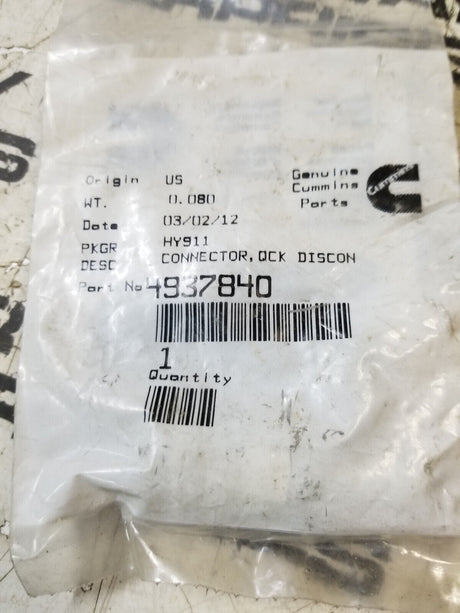 Origin US
WT. 0.080
Date 03/02/12
PKGR HY911
DESC CONNECTOR, QCK DISCON
Part No 4937840
1
Quantity
Genuine
Cummins
Parts
Cummins